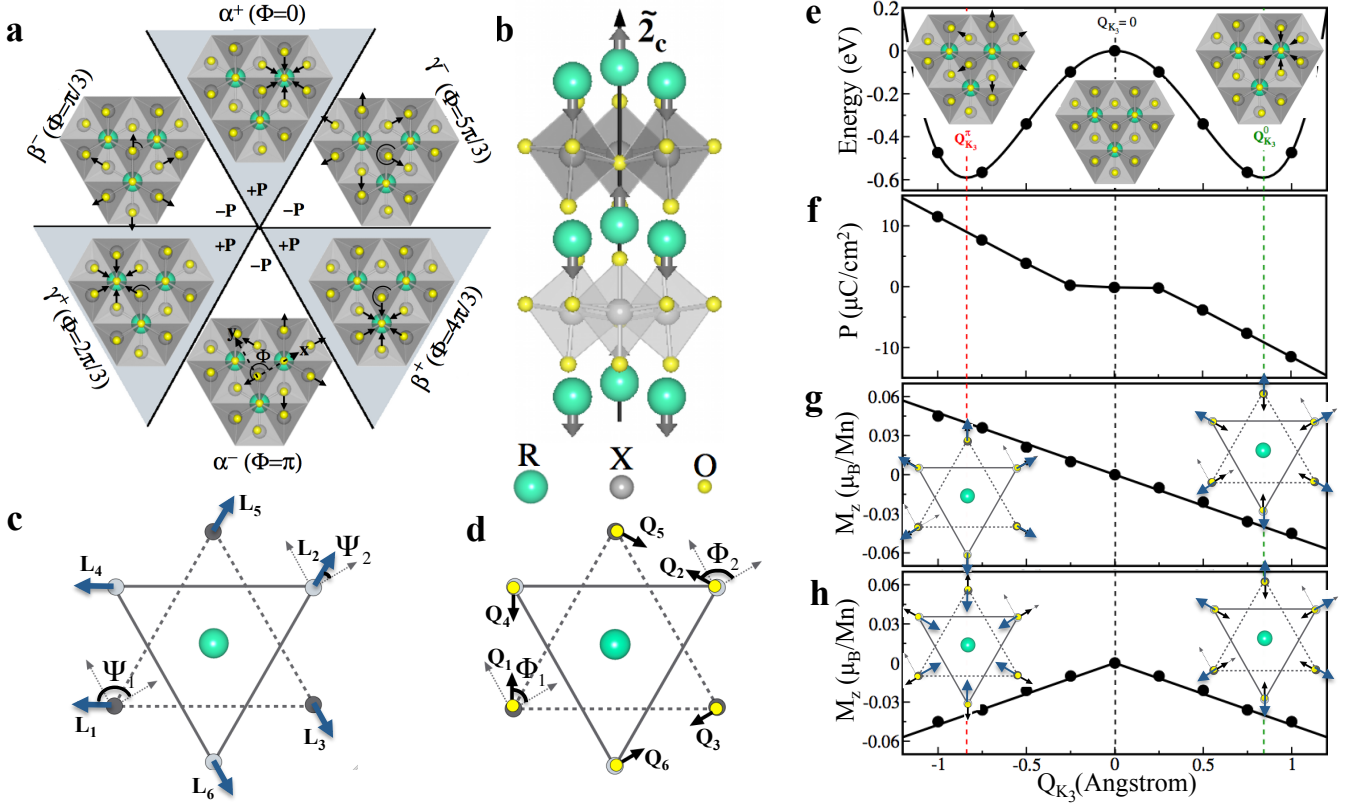 a
α⁺ (Φ=0)
β⁻ (Φ=π/3)
γ⁻ (Φ=5π/3)
+P
−P
−P
+P
+P
−P
γ⁺ (Φ=2π/3)
β⁺ (Φ=4π/3)
y
Φ
x
α⁻ (Φ=π)
b
2̃c
R
X
O
c
L5
L4
L2
Ψ2
Ψ1
L1
L3
L6
d
Q5
Φ2
Q2
Q4
Q1
Φ1
Q3
Q6
e
Energy (eV)
0.2
0
-0.2
-0.4
-0.6
Q_K3 = 0
Q^π_K3
Q^0_K3
f
P (μC/cm²)
10
0
-10
g
Mz (μB/Mn)
0.06
0.03
0
-0.03
-0.06
h
Mz (μB/Mn)
0.06
0.03
0
-0.03
-0.06
-1
-0.5
0
0.5
1
Q_K3 (Angstrom)